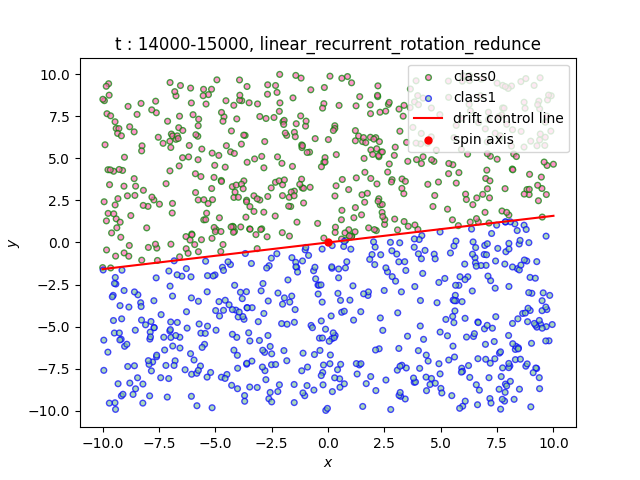 t : 14000-15000, linear_recurrent_rotation_redunce
class0
class1
drift control line
spin axis
10.0
7.5
5.0
2.5
0.0
−2.5
−5.0
−7.5
−10.0
y
−10.0 −7.5 −5.0 −2.5 0.0 2.5 5.0 7.5 10.0
x